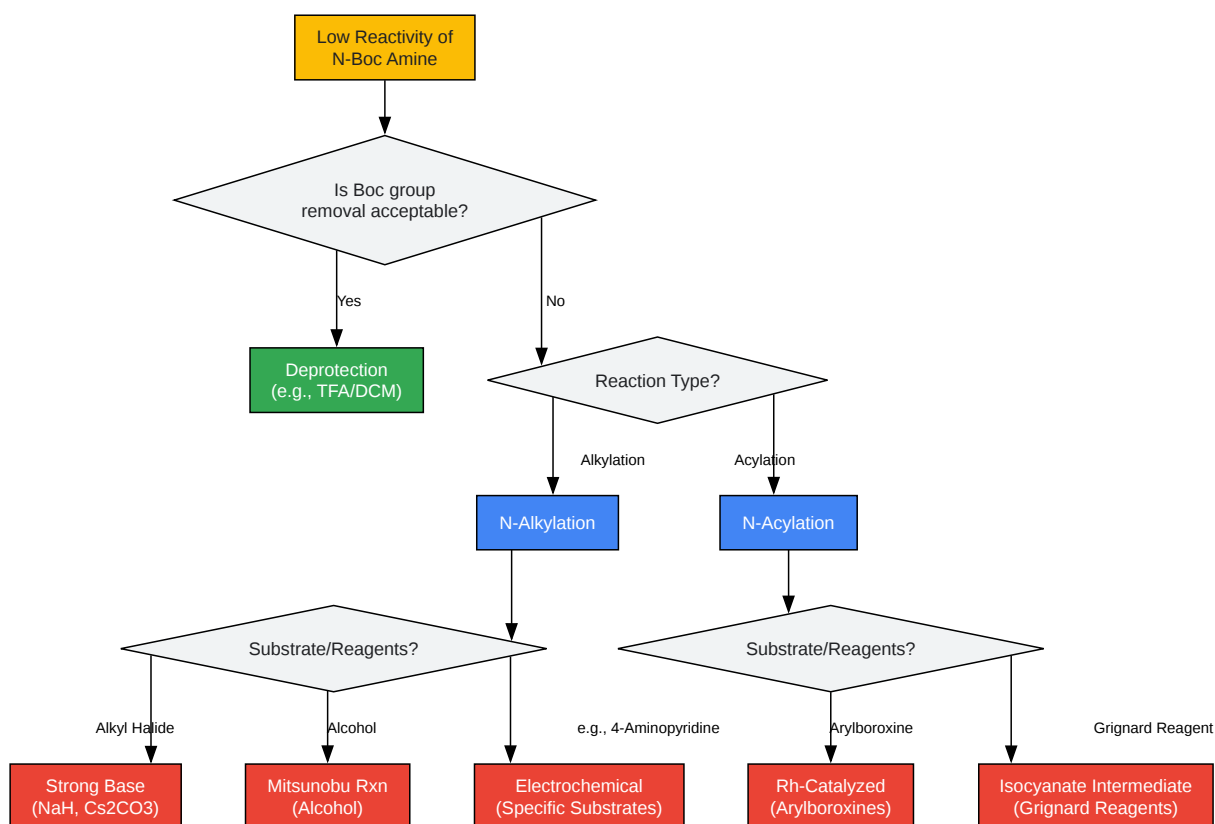 Low Reactivity of
N-Boc Amine
Is Boc group
removal acceptable?
Yes
No
Deprotection
(e.g., TFA/DCM)
Reaction Type?
Alkylation
Acylation
N-Alkylation
N-Acylation
Substrate/Reagents?
Substrate/Reagents?
Alkyl Halide
Alcohol
e.g., 4-Aminopyridine
Arylboroxine
Grignard Reagent
Strong Base
(NaH, Cs2CO3)
Mitsunobu Rxn
(Alcohol)
Electrochemical
(Specific Substrates)
Rh-Catalyzed
(Arylboroxines)
Isocyanate Intermediate
(Grignard Reagents)